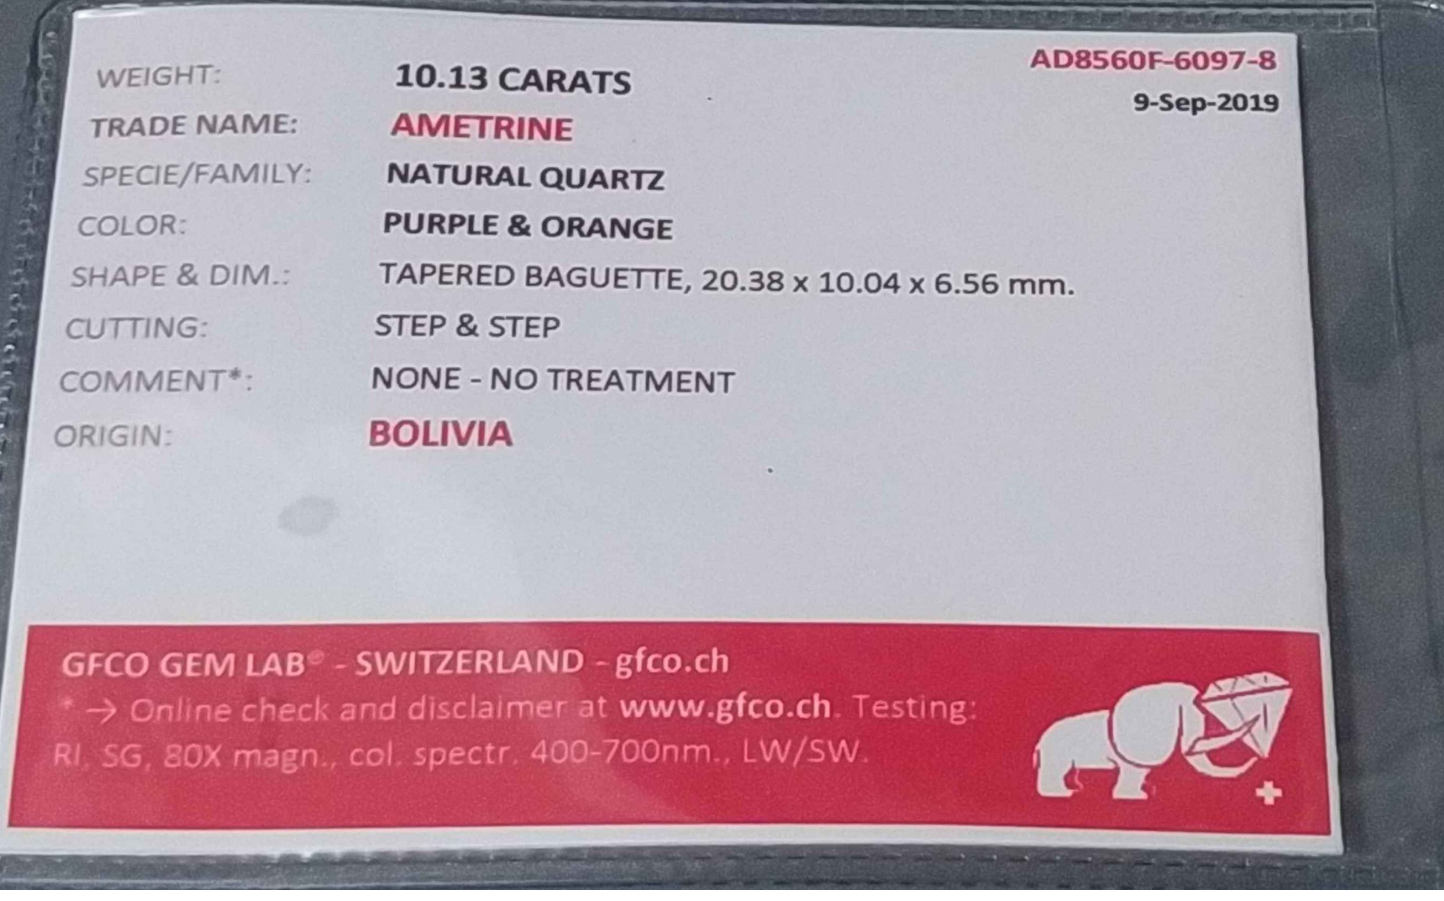 AD8560F-6097-8
9-Sep-2019
WEIGHT: 10.13 CARATS
TRADE NAME: AMETRINE
SPECIE/FAMILY: NATURAL QUARTZ
COLOR: PURPLE & ORANGE
SHAPE & DIM.: TAPERED BAGUETTE, 20.38 x 10.04 x 6.56 mm.
CUTTING: STEP & STEP
COMMENT*: NONE - NO TREATMENT
ORIGIN: BOLIVIA
GFCO GEM LAB® - SWITZERLAND - gfco.ch
* → Online check and disclaimer at www.gfco.ch. Testing:
RI, SG, 80X magn., col. spectr. 400-700nm., LW/SW.